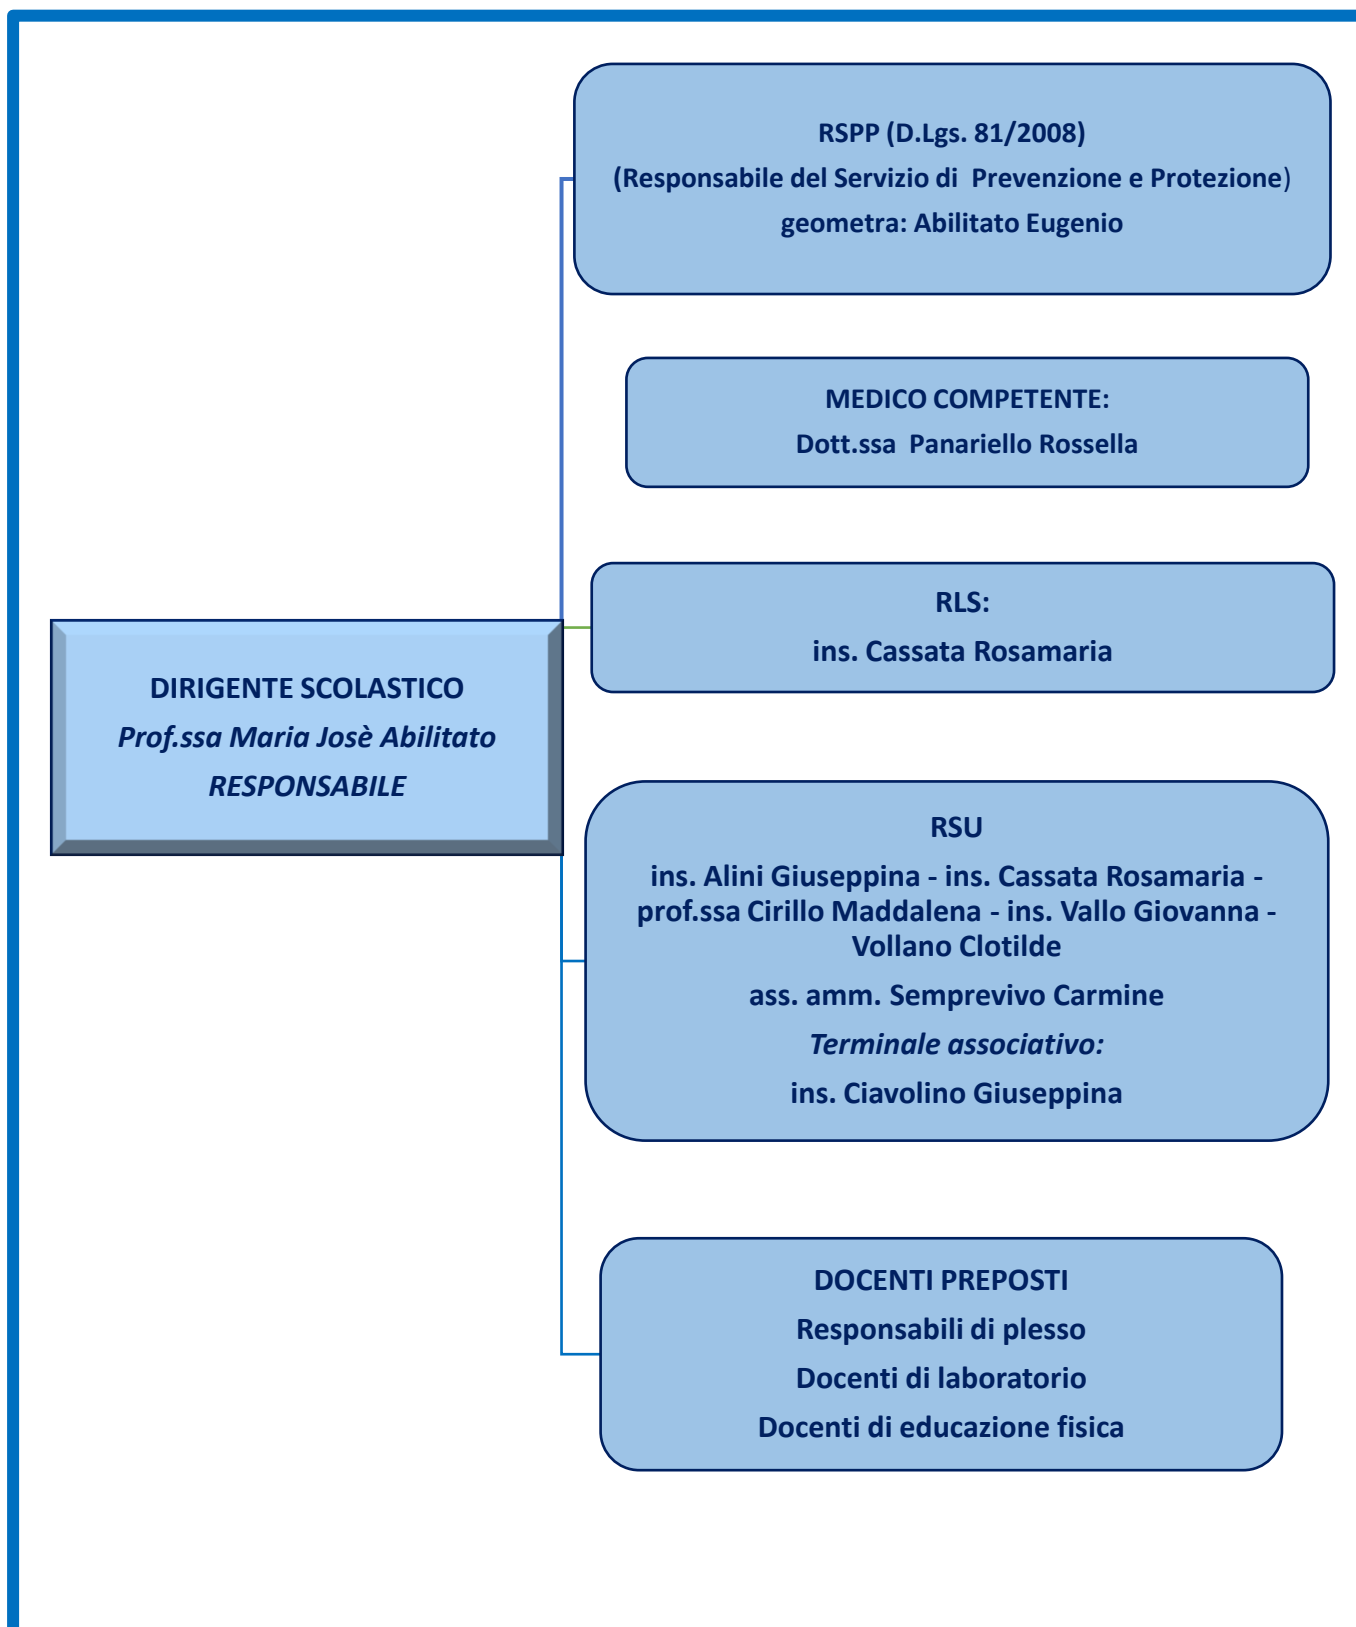 RSPP (D.Lgs. 81/2008)
(Responsabile del Servizio di  Prevenzione e Protezione)
geometra: Abilitato Eugenio
MEDICO COMPETENTE:
Dott.ssa  Panariello Rossella
RLS:
ins. Cassata Rosamaria
DIRIGENTE SCOLASTICO
Prof.ssa Maria Josè Abilitato
RESPONSABILE
RSU
ins. Alini Giuseppina - ins. Cassata Rosamaria -
prof.ssa Cirillo Maddalena - ins. Vallo Giovanna -
Vollano Clotilde
ass. amm. Semprevivo Carmine
Terminale associativo:
ins. Ciavolino Giuseppina
DOCENTI PREPOSTI
Responsabili di plesso
Docenti di laboratorio
Docenti di educazione fisica